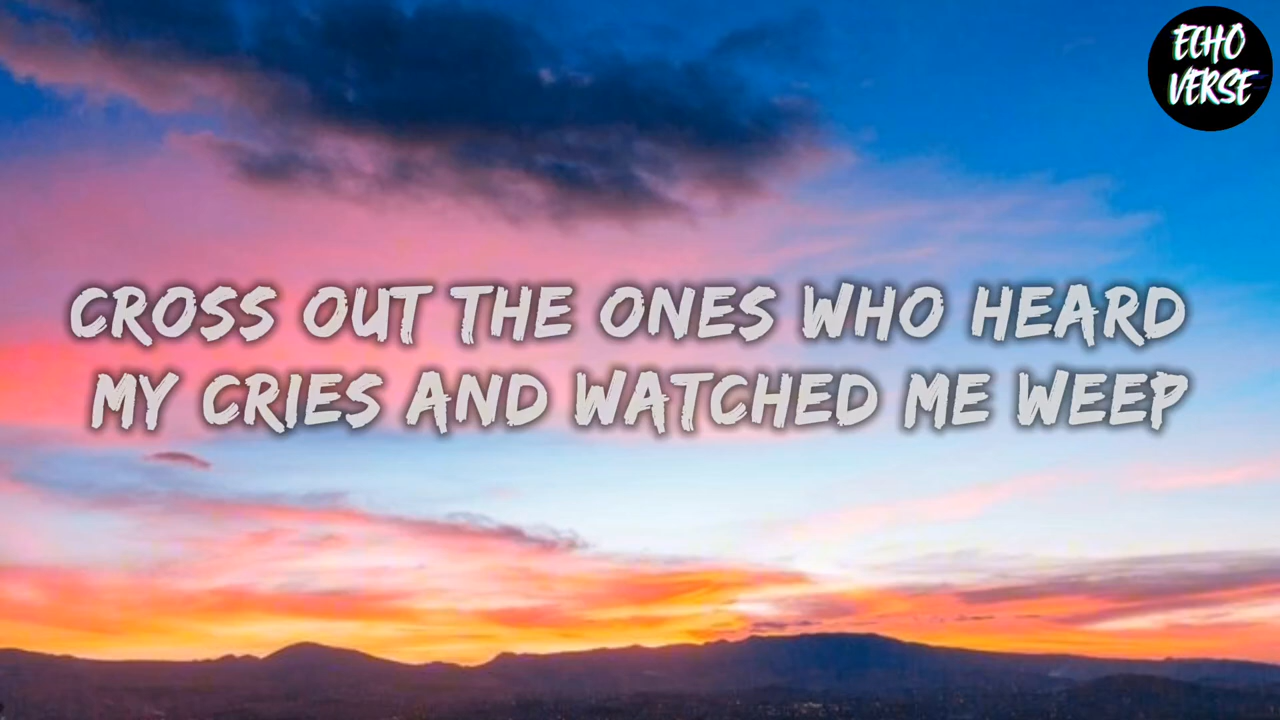 ECHO
VERSE
CROSS OUT THE ONES WHO HEARD
MY CRIES AND WATCHED ME WEEP